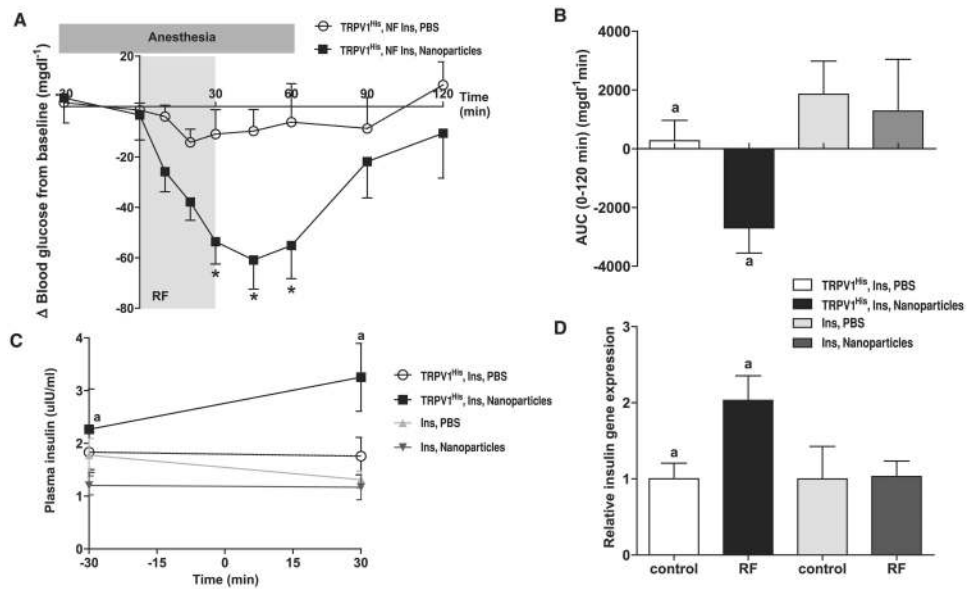 A
Anesthesia
TRPV1His, NF Ins, PBS
TRPV1His, NF Ins, Nanoparticles
Δ Blood glucose from baseline (mgdl-1)
20
-20
-40
-60
-80
-30
30
60
90
120
Time
(min)
RF
*
*
*
B
AUC (0-120 min) (mgdl-1min)
4000
2000
0
-2000
-4000
a
a
TRPV1His, Ins, PBS
TRPV1His, Ins, Nanoparticles
Ins, PBS
Ins, Nanoparticles
C
Plasma insulin (uIU/ml)
4
3
2
1
0
a
a
-30
-15
0
15
30
Time (min)
TRPV1His, Ins, PBS
TRPV1His, Ins, Nanoparticles
Ins, PBS
Ins, Nanoparticles
D
Relative insulin gene expression
3
2
1
0
a
a
control
RF
control
RF